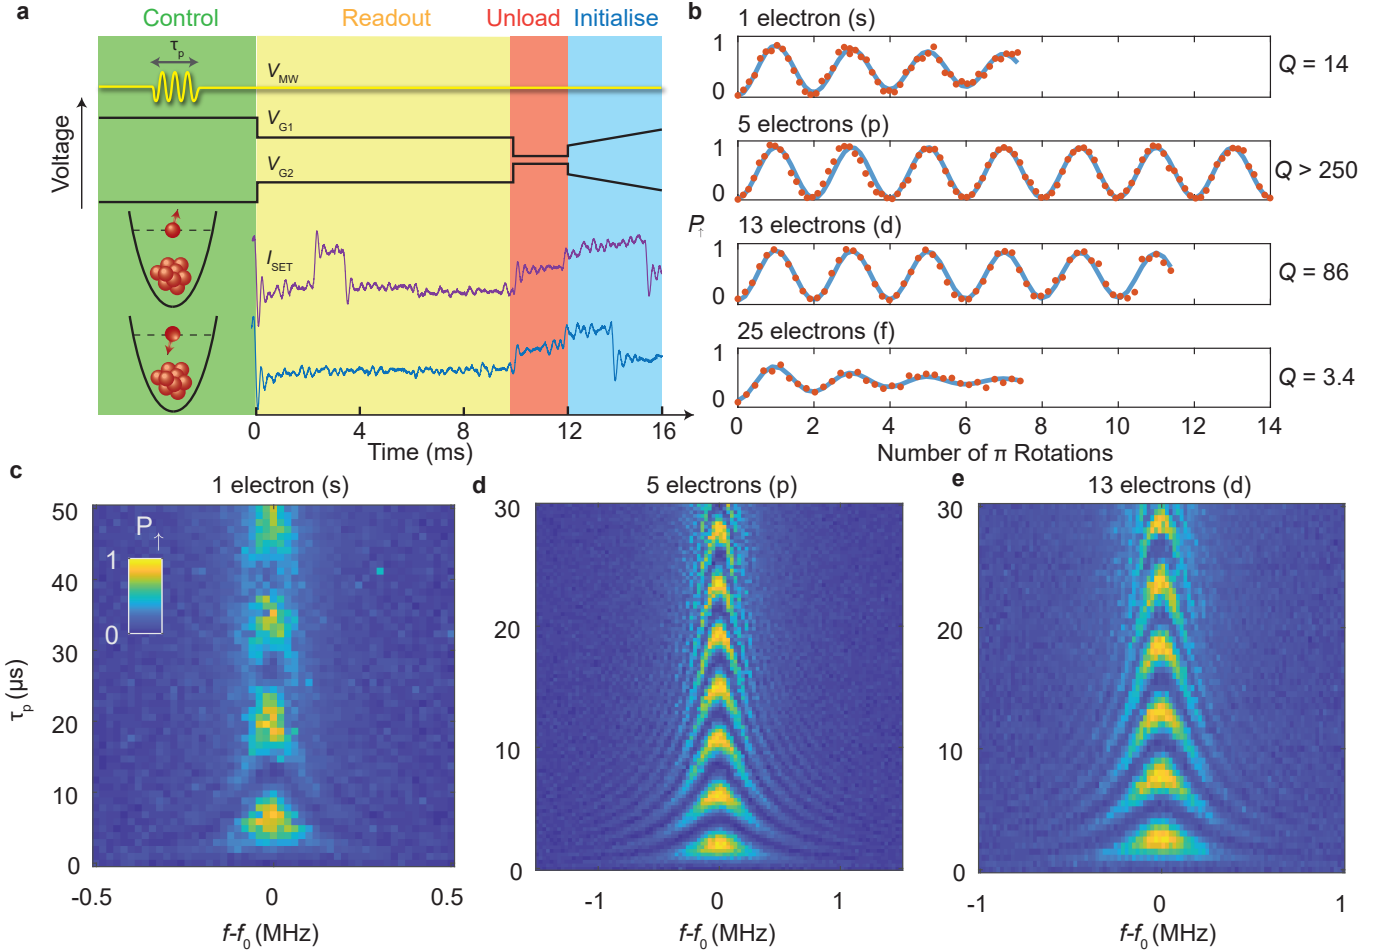 a
Control
Readout
Unload
Initialise
τp
VMW
VG1
VG2
ISET
Voltage
0
4
8
12
16
Time (ms)
b
1 electron (s)
1
0
Q = 14
5 electrons (p)
1
0
Q > 250
P↑
13 electrons (d)
1
0
Q = 86
25 electrons (f)
1
0
Q = 3.4
0 2 4 6 8 10 12 14
Number of π Rotations
c
1 electron (s)
P↑
1
0
50
40
30
20
10
0
τp (µs)
-0.5 0 0.5
f-f0 (MHz)
d
5 electrons (p)
30
20
10
0
-1 0 1
f-f0 (MHz)
e
13 electrons (d)
30
20
10
0
-1 0 1
f-f0 (MHz)